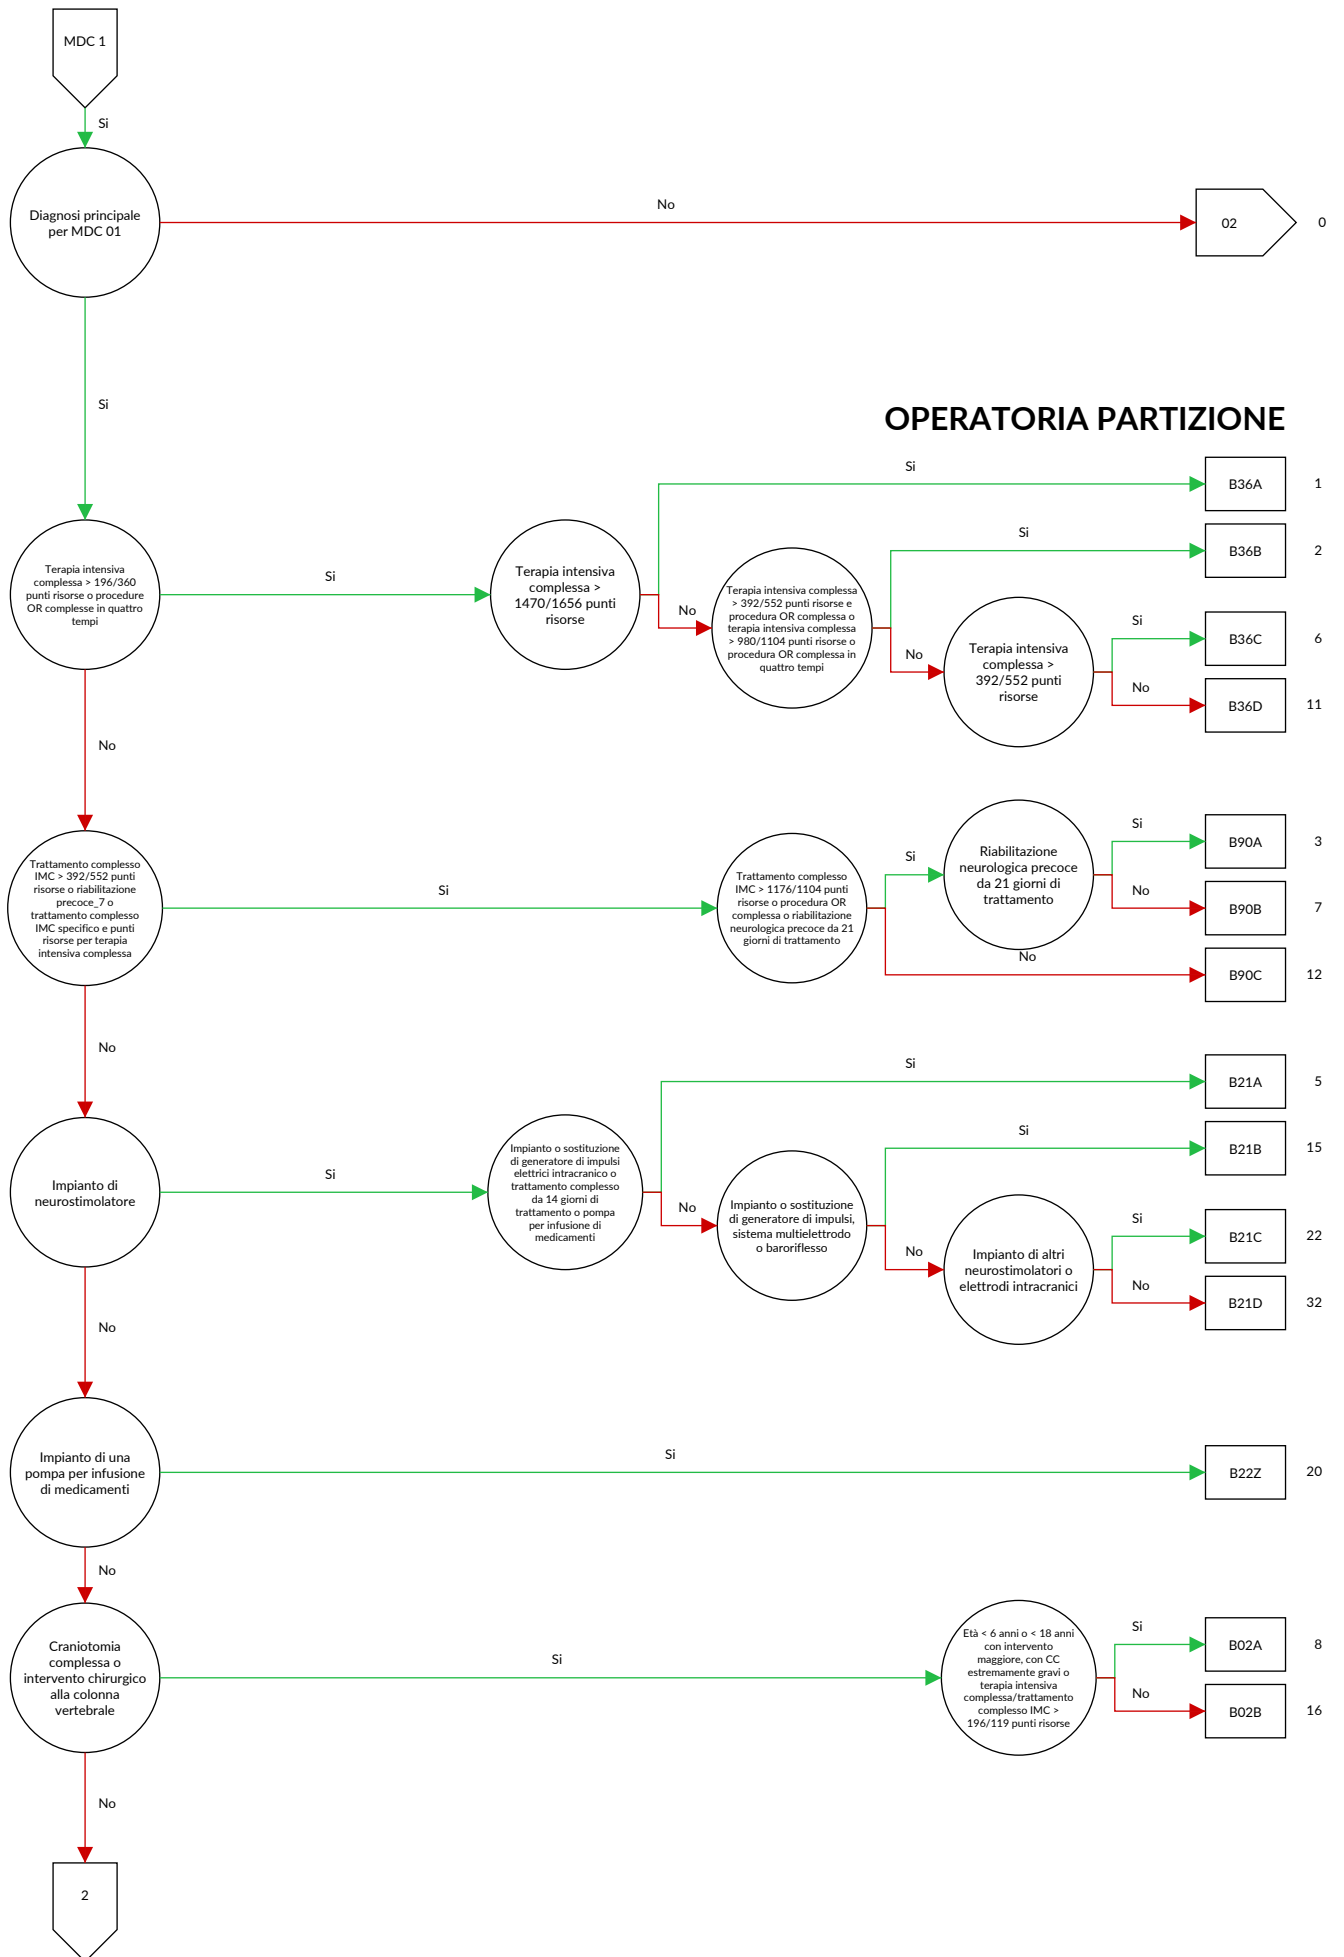 MDC 1
Si
Diagnosi principale
per MDC 01
No
02
0
Si
OPERATORIA PARTIZIONE
Terapia intensiva
complessa > 196/360
punti risorse o procedure
OR complesse in quattro
tempi
Si
Terapia intensiva
complessa >
1470/1656 punti
risorse
Si
B36A
1
No
Terapia intensiva complessa
> 392/552 punti risorse e
procedura OR complessa o
terapia intensiva complessa
> 980/1104 punti risorse o
procedura OR complessa in
quattro tempi
Si
B36B
2
No
Terapia intensiva
complessa >
392/552 punti
risorse
Si
B36C
6
No
B36D
11
No
Trattamento complesso
IMC > 392/552 punti
risorse o riabilitazione
precoce_7 o
trattamento complesso
IMC specifico e punti
risorse per terapia
intensiva complessa
Si
Trattamento complesso
IMC > 1176/1104 punti
risorse o procedura OR
complessa o riabilitazione
neurologica precoce da 21
giorni di trattamento
Si
Riabilitazione
neurologica precoce
da 21 giorni di
trattamento
Si
B90A
3
No
B90B
7
No
B90C
12
No
Impianto di
neurostimolatore
Si
Impianto o sostituzione
di generatore di impulsi
elettrici intracranico o
trattamento complesso
da 14 giorni di
trattamento o pompa
per infusione di
medicamenti
Si
B21A
5
No
Impianto o sostituzione
di generatore di impulsi,
sistema multielettrodo
o baroriflesso
Si
B21B
15
No
Impianto di altri
neurostimolatori o
elettrodi intracranici
Si
B21C
22
No
B21D
32
No
Impianto di una
pompa per infusione
di medicamenti
Si
B22Z
20
No
Craniotomia
complessa o
intervento chirurgico
alla colonna
vertebrale
Si
Età < 6 anni o < 18 anni
con intervento
maggiore, con CC
estremamente gravi o
terapia intensiva
complessa/trattamento
complesso IMC >
196/119 punti risorse
Si
B02A
8
No
B02B
16
No
2